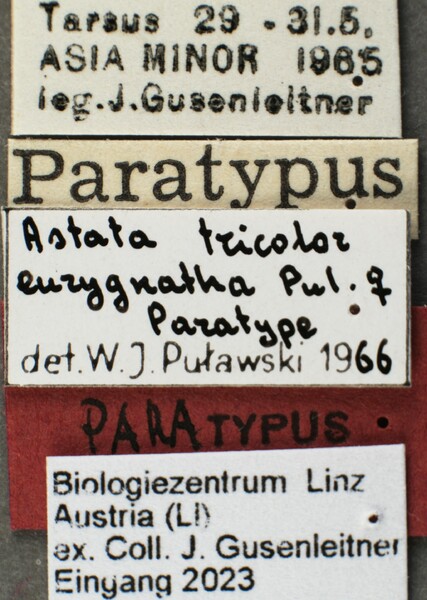 Tarsus 29 - 31.5.
ASIA MINOR 1965
leg. J. Gusenleitner
Paratypus
Astata tricolor
eurygnatha Pul. ♀
Paratype
det. W. J. Puławski 1966
PARATYPUS
Biologiezentrum Linz
Austria (LI)
ex. Coll. J. Gusenleitner
Eingang 2023